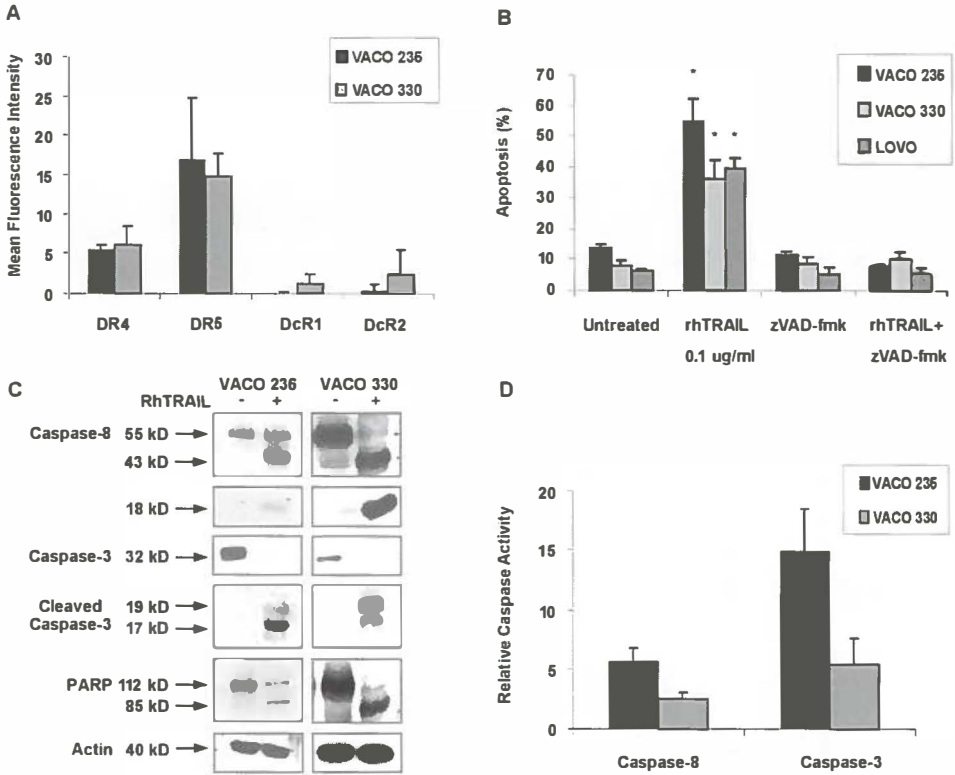 A
Mean Fluorescence Intensity
30
25
20
15
10
5
0
VACO 236
VACO 330
DR4 DR5 DcR1 DcR2
B
Apoptosis (%)
70
60
50
40
30
20
10
0
* * *
VACO 236
VACO 330
LOVO
Untreated rhTRAIL zVAD-fmk rhTRAIL+
0.1 ug/ml zVAD-fmk
C
VACO 236 VACO 330
RhTRAIL - + - +
Caspase-8 55 kD
43 kD
18 kD
Caspase-3 32 kD
Cleaved 19 kD
Caspase-3 17 kD
PARP 112 kD
85 kD
Actin 40 kD
D
Relative Caspase Activity
20
15
10
5
0
VACO 236
VACO 330
Caspase-8 Caspase-3